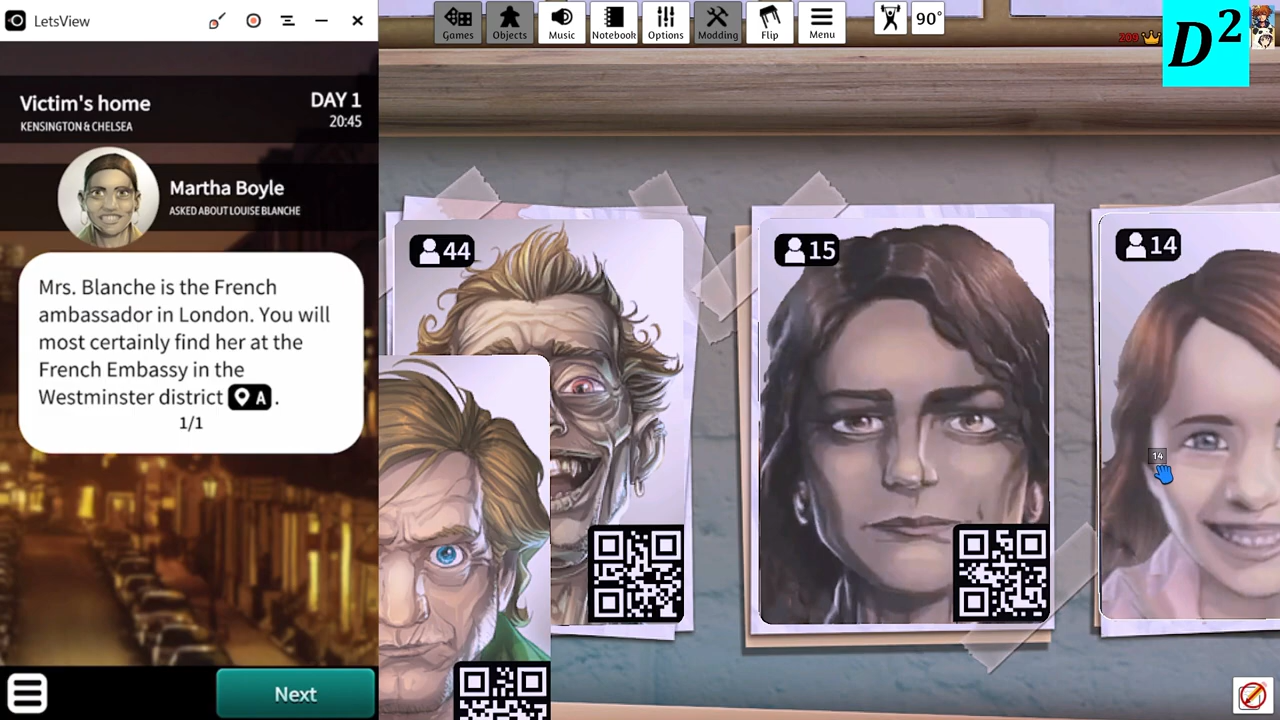 LetsView
Games
Objects
Music
Notebook
Options
Modding
Flip
Menu
90°
209
D²
Victim's home
KENSINGTON & CHELSEA
DAY 1
20:45
Martha Boyle
ASKED ABOUT LOUISE BLANCHE
Mrs. Blanche is the French
ambassador in London. You will
most certainly find her at the
French Embassy in the
Westminster district A .
1/1
Next
44
15
14
14